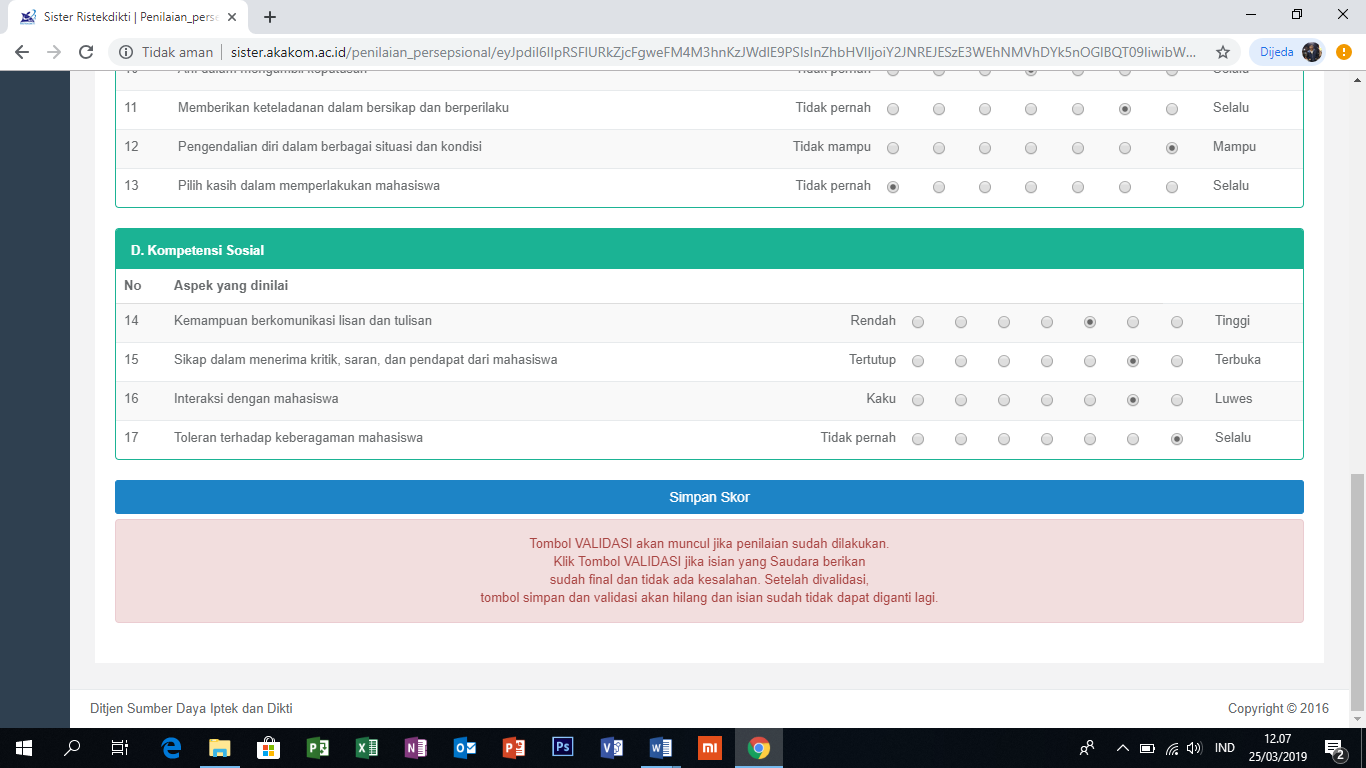 Sister Ristekdikti | Penilaian_perse
Tidak aman | sister.akakom.ac.id/penilaian_persepsional/
Dijeda
11 Memberikan keteladanan dalam bersikap dan berperilaku Tidak pernah Selalu
12 Pengendalian diri dalam berbagai situasi dan kondisi Tidak mampu Mampu
13 Pilih kasih dalam memperlakukan mahasiswa Tidak pernah Selalu
D. Kompetensi Sosial
No Aspek yang dinilai
14 Kemampuan berkomunikasi lisan dan tulisan Rendah Tinggi
15 Sikap dalam menerima kritik, saran, dan pendapat dari mahasiswa Tertutup Terbuka
16 Interaksi dengan mahasiswa Kaku Luwes
17 Toleran terhadap keberagaman mahasiswa Tidak pernah Selalu
Simpan Skor
Tombol VALIDASI akan muncul jika penilaian sudah dilakukan.
Klik Tombol VALIDASI jika isian yang Saudara berikan
sudah final dan tidak ada kesalahan. Setelah divalidasi,
tombol simpan dan validasi akan hilang dan isian sudah tidak dapat diganti lagi.
Ditjen Sumber Daya Iptek dan Dikti Copyright © 2016
IND
12.07
25/03/2019
2